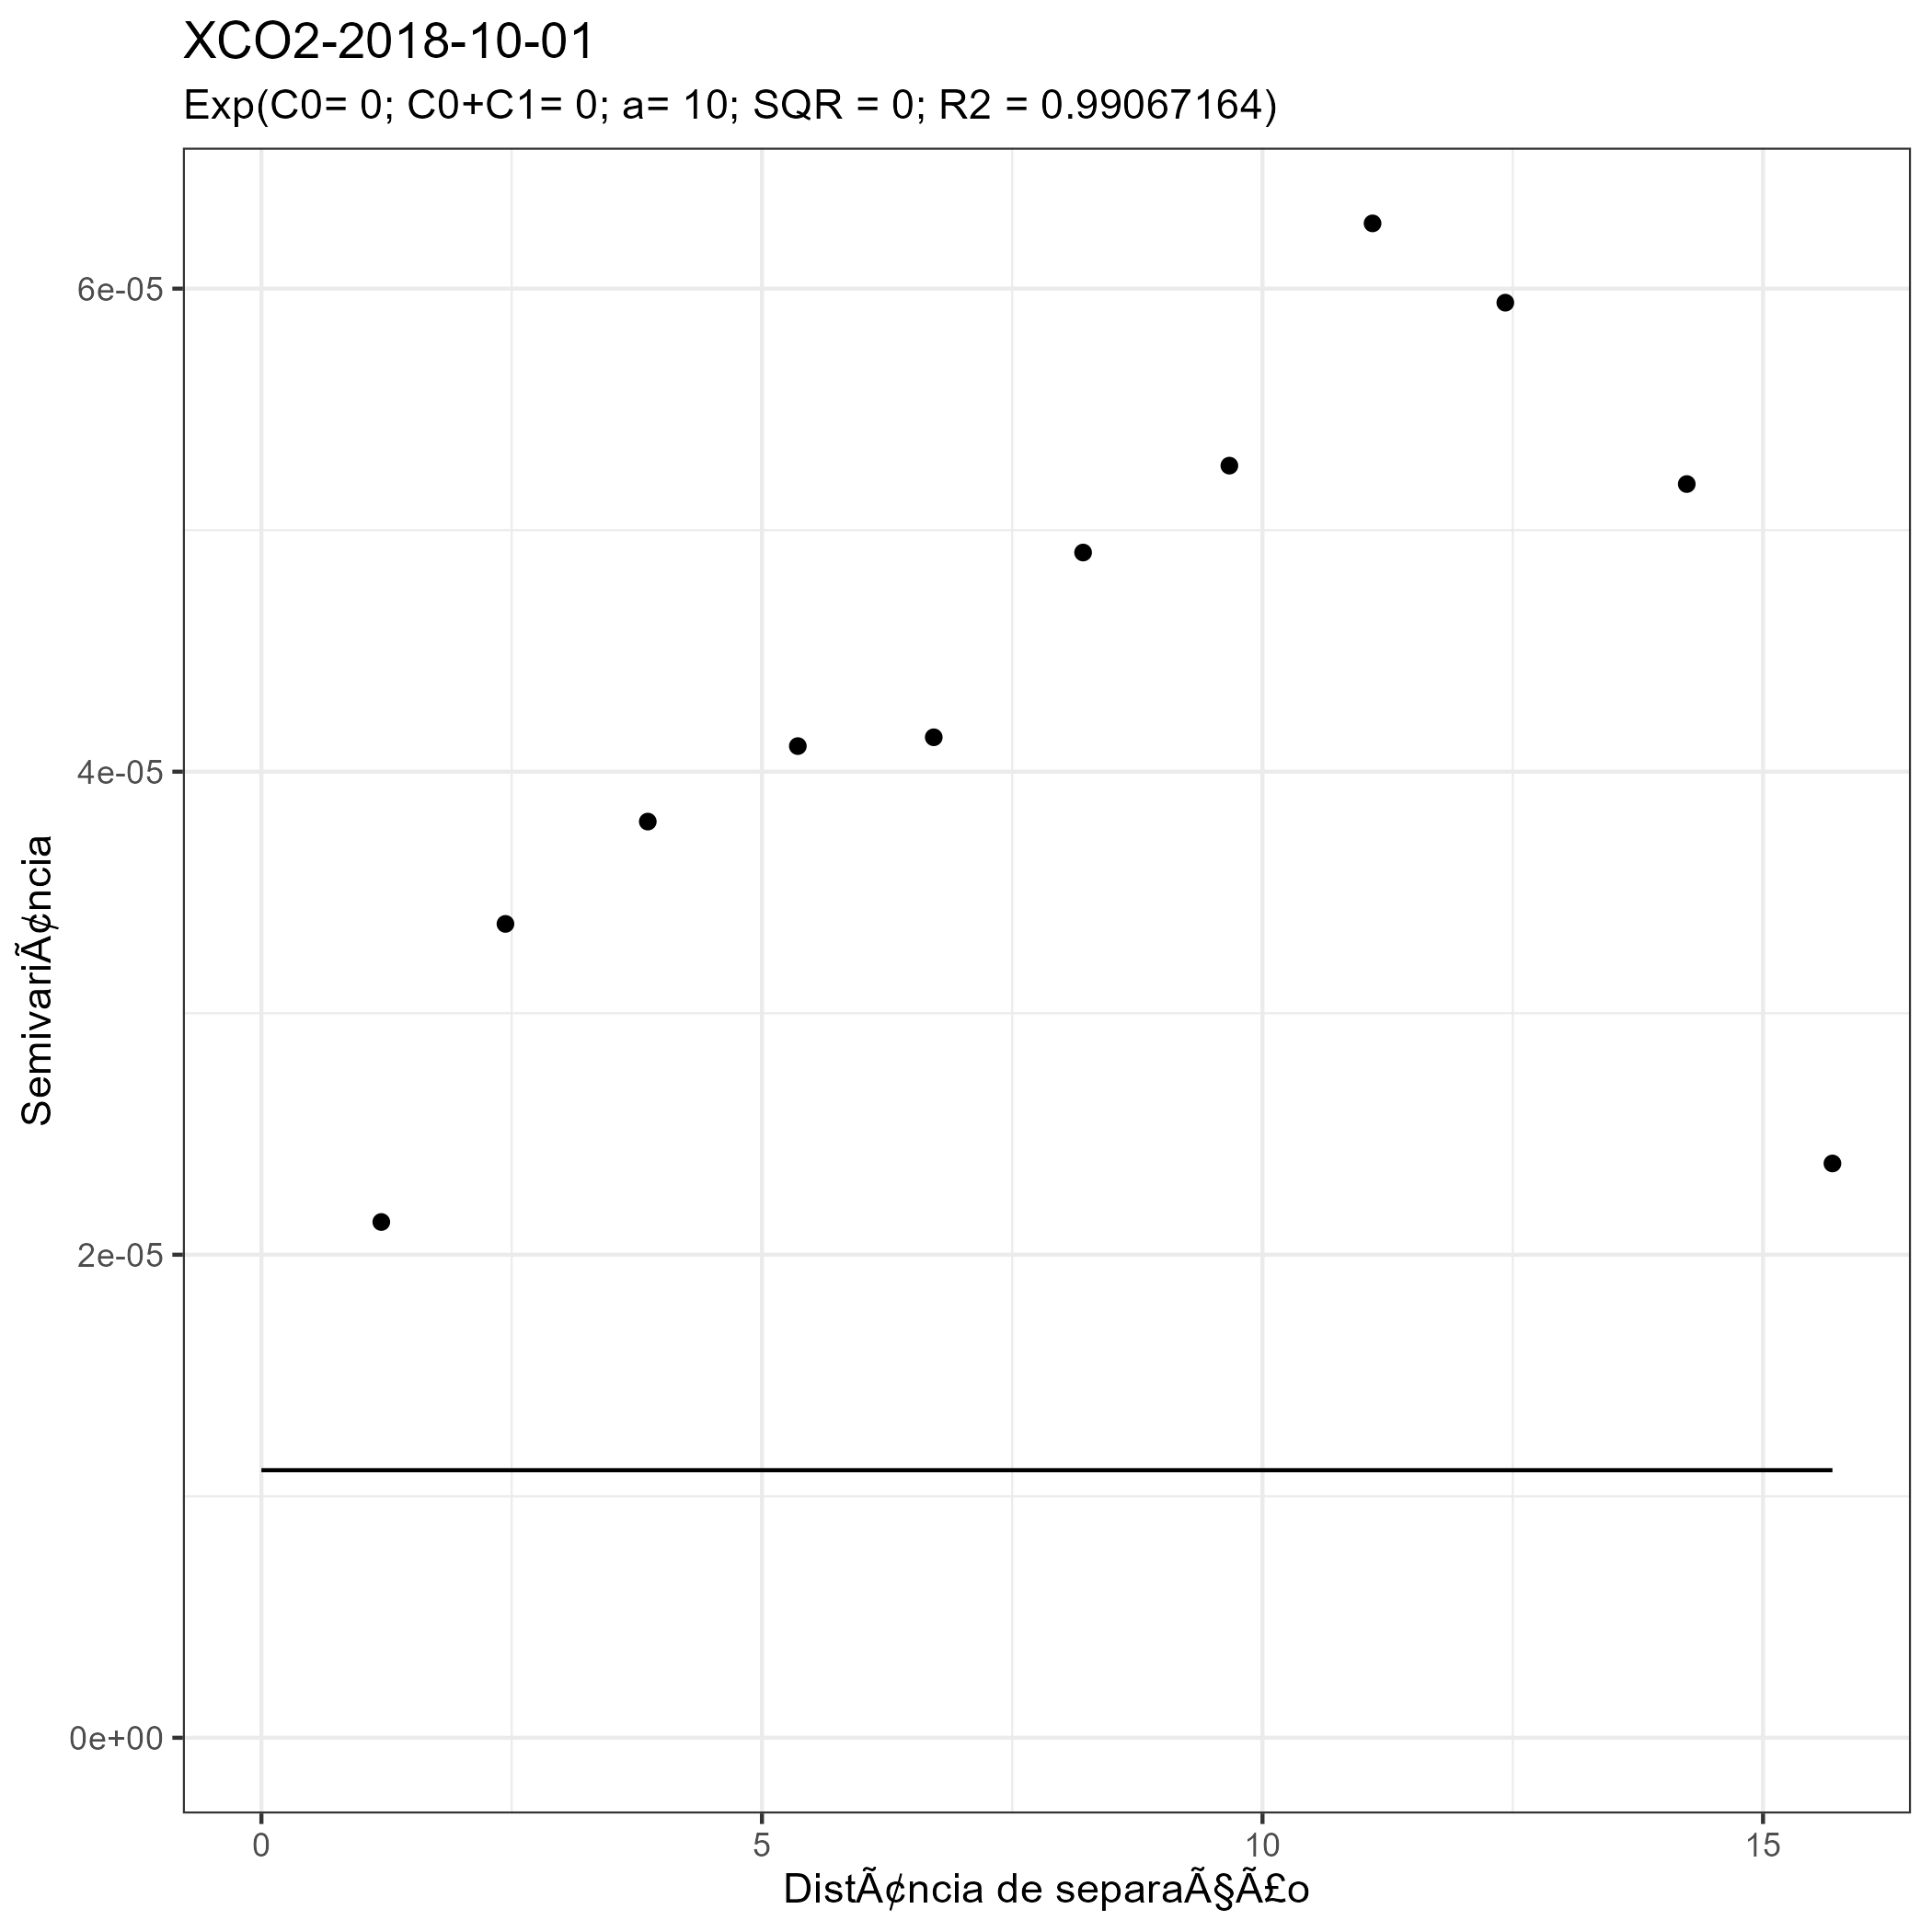 XCO2-2018-10-01
Exp(C0= 0; C0+C1= 0; a= 10; SQR = 0; R2 = 0.99067164)
SemivariÃ¢ncia
6e-05
4e-05
2e-05
0e+00
0 5 10 15
DistÃ¢ncia de separaÃ§Ã£o